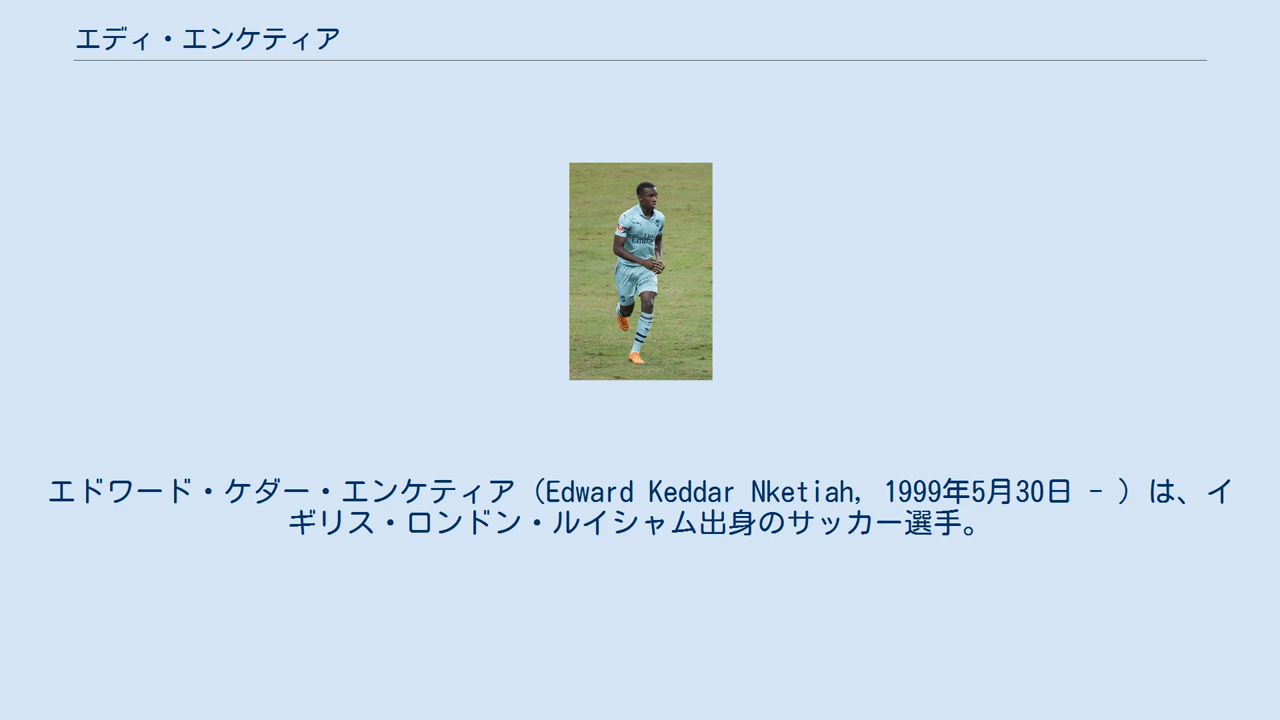 エディ・エンケティア
エドワード・ケダー・エンケティア（Edward Keddar Nketiah, 1999年5月30日 - ）は、イ
ギリス・ロンドン・ルイシャム出身のサッカー選手。